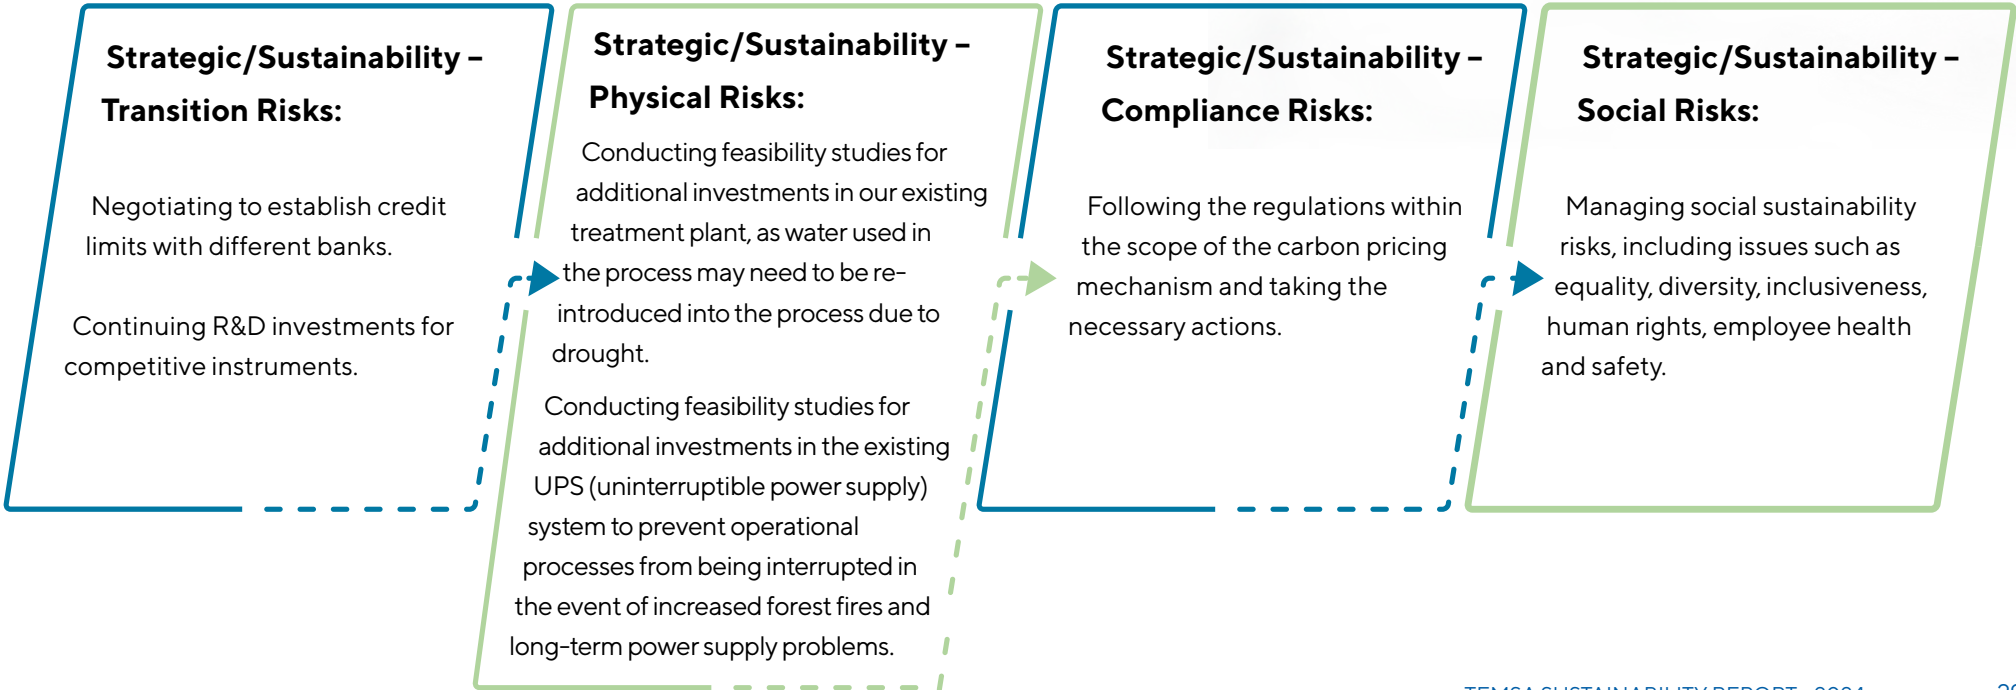 Strategic/Sustainability –
Transition Risks:
Negotiating to establish credit
limits with different banks.
Continuing R&D investments for
competitive instruments.
Strategic/Sustainability –
Physical Risks:
Conducting feasibility studies for
additional investments in our existing
treatment plant, as water used in
the process may need to be re-
introduced into the process due to
drought.
Conducting feasibility studies for
additional investments in the existing
UPS (uninterruptible power supply)
system to prevent operational
processes from being interrupted in
the event of increased forest fires and
long-term power supply problems.
Strategic/Sustainability –
Compliance Risks:
Following the regulations within
the scope of the carbon pricing
mechanism and taking the
necessary actions.
Strategic/Sustainability –
Social Risks:
Managing social sustainability
risks, including issues such as
equality, diversity, inclusiveness,
human rights, employee health
and safety.
TEMSA SUSTAINABILITY REPORT